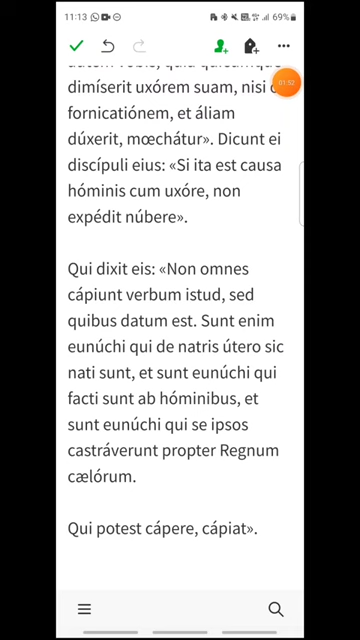 11:13
69%
01:52
dimíserit uxórem suam, nisi
fornicatiónem, et áliam
dúxerit, mœchátur». Dicunt ei
discípuli eius: «Si ita est causa
hóminis cum uxóre, non
expédit núbere».
Qui dixit eis: «Non omnes
cápiunt verbum istud, sed
quibus datum est. Sunt enim
eunúchi qui de natris útero sic
nati sunt, et sunt eunúchi qui
facti sunt ab homínibus, et
sunt eunúchi qui se ipsos
castráverunt propter Regnum
cælórum.
Qui potest cápere, cápiat».